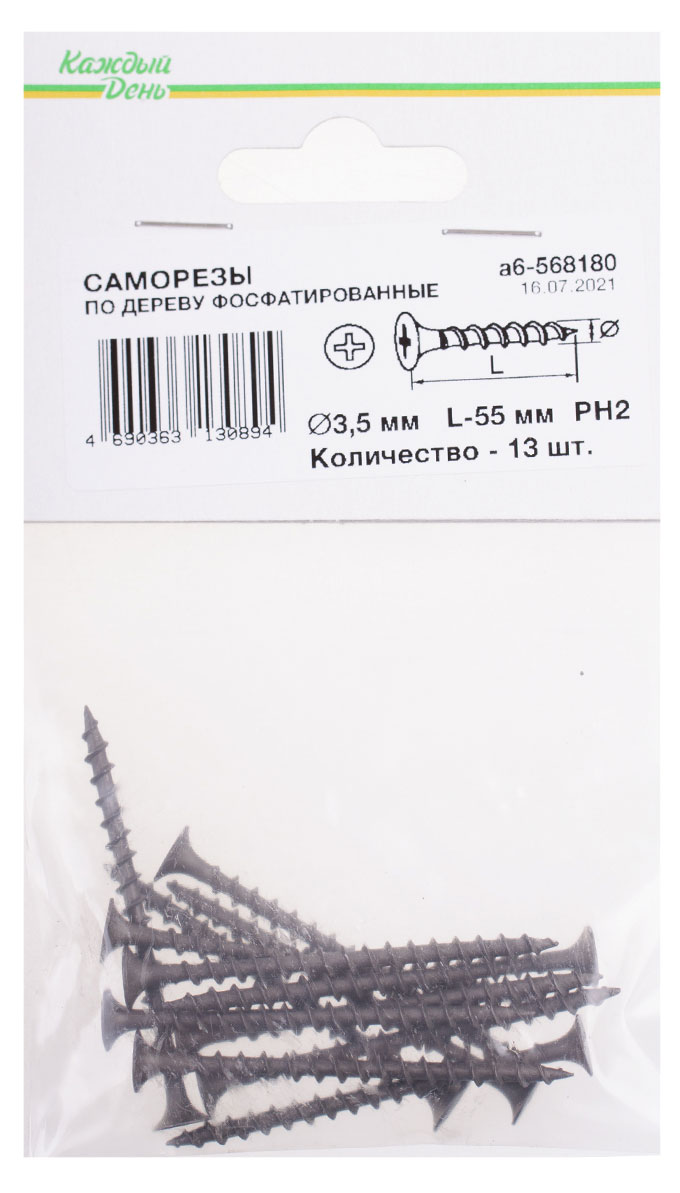 Каждый
День
САМОРЕЗЫ
ПО ДЕРЕВУ ФОСФАТИРОВАННЫЕ
а6-568180
16.07.2021
L
Ø
4 690363 130894
Ø3,5 мм L-55 мм PH2
Количество - 13 шт.